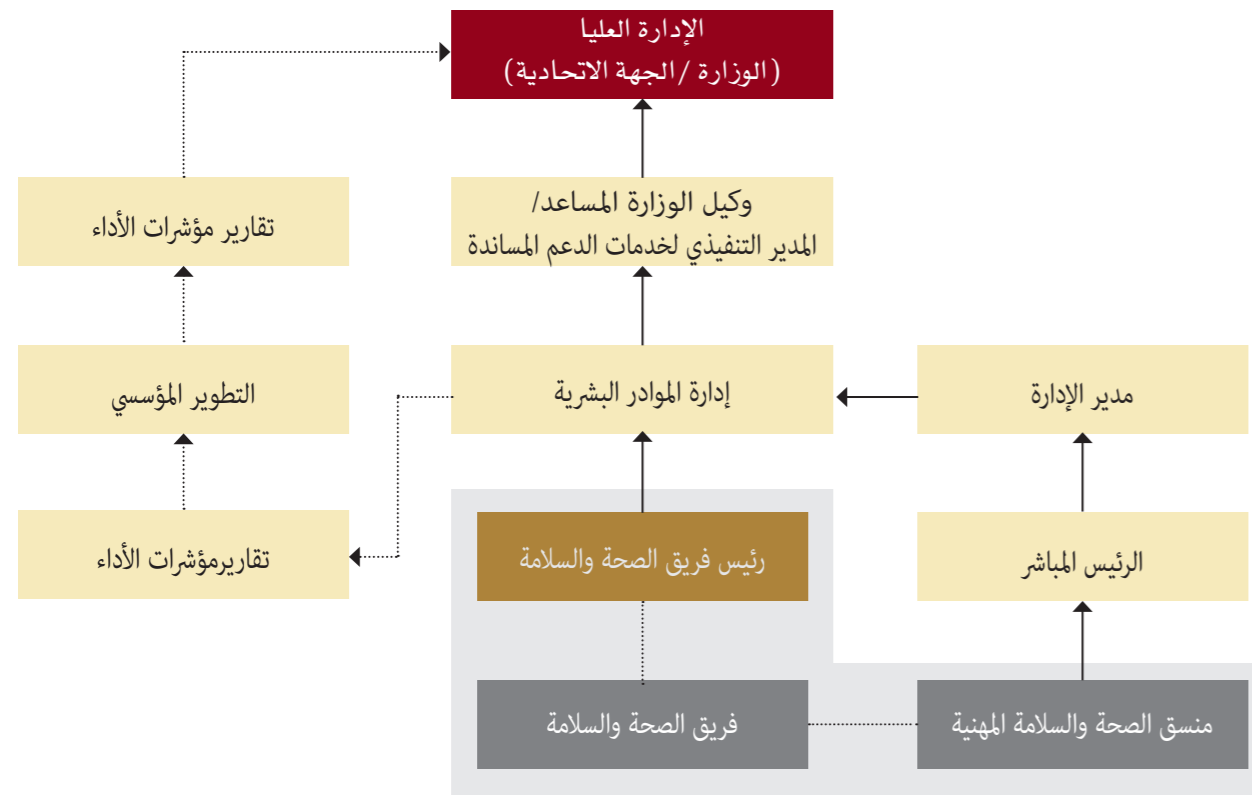 الإدارة العليا
(الوزارة /الجهة الاتحادية)
وكيل الوزارة المساعد/
المدير التنفيذي لخدمات الدعم المساندة
تقارير مؤشرات الأداء
مدير الإدارة
إدارة الموادر البشرية
التطوير المؤسسي
الرئيس المباشر
رئيس فريق الصحة والسلامة
تقاريرمؤشرات الأداء
منسق الصحة والسلامة المهنية
فريق الصحة والسلامة